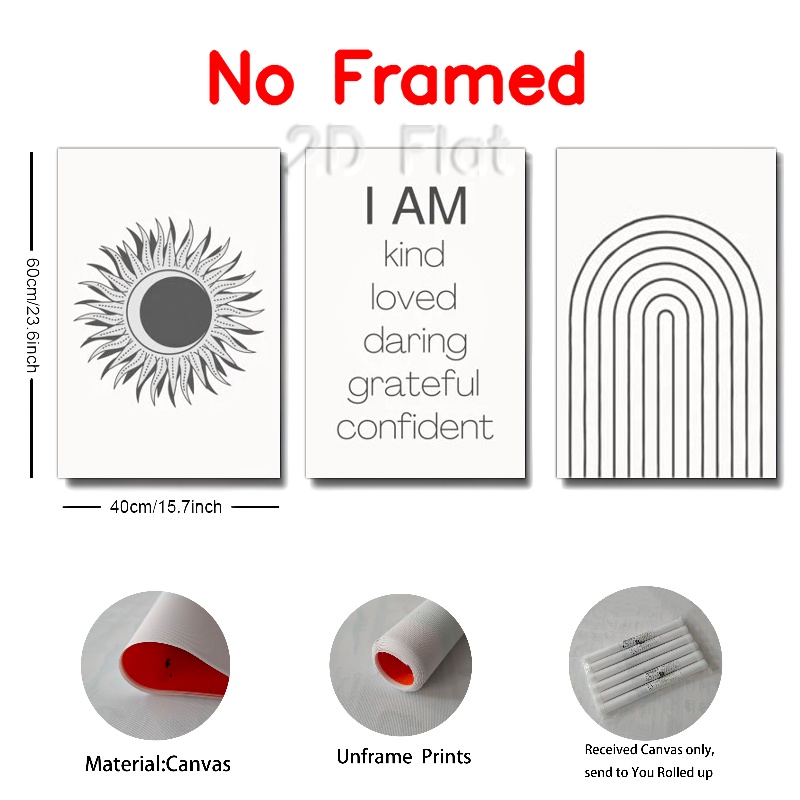 No Framed
2D Flat
60cm/23.6inch
I AM
kind
loved
daring
grateful
confident
40cm/15.7inch
Material:Canvas
Unframe Prints
Received Canvas only,
send to You Rolled up